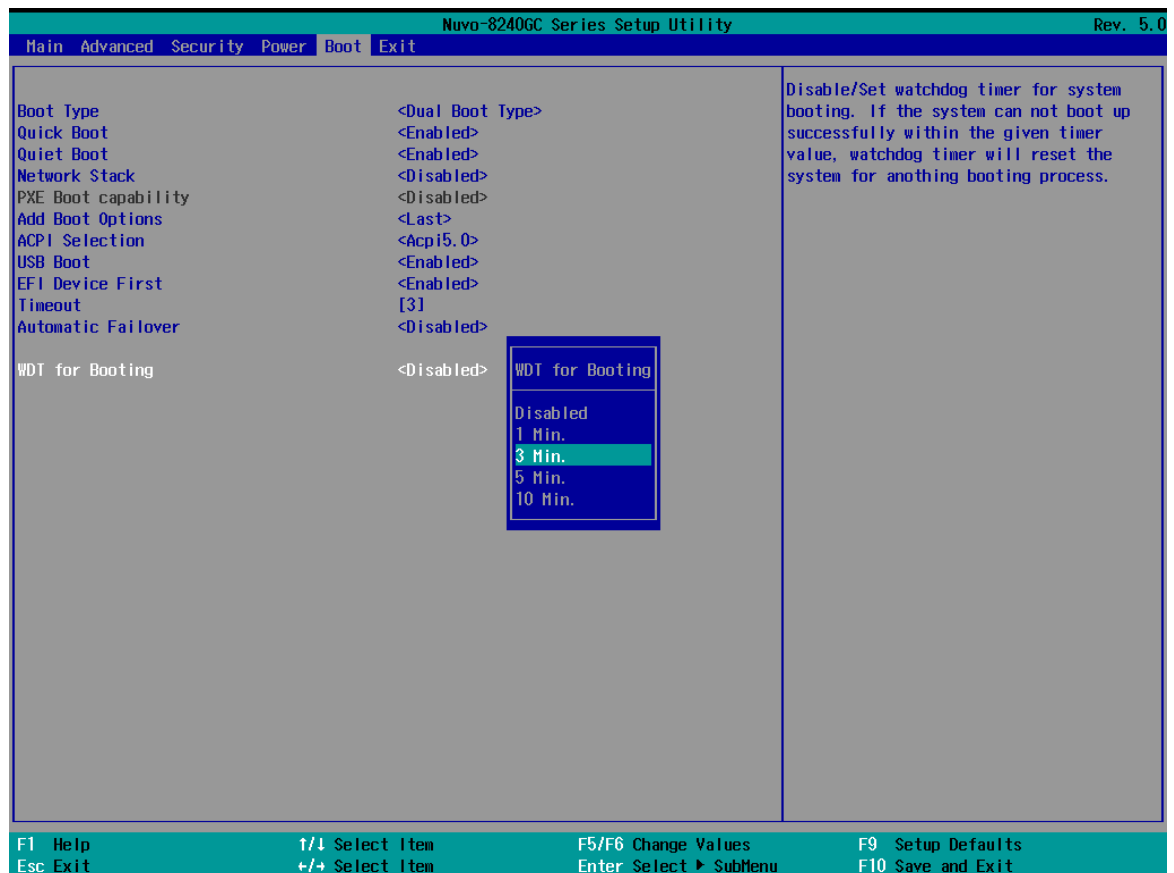 Nuvo-8240GC Series Setup Utility Rev. 5.0
Main Advanced Security Power Boot Exit
Boot Type <Dual Boot Type>
Quick Boot <Enabled>
Quiet Boot <Enabled>
Network Stack <Disabled>
PXE Boot capability <Disabled>
Add Boot Options <Last>
ACPI Selection <Acpi5.0>
USB Boot <Enabled>
EFI Device First <Enabled>
Timeout [3]
Automatic Failover <Disabled>
WDT for Booting <Disabled>
WDT for Booting
Disabled
1 Min.
3 Min.
5 Min.
10 Min.
Disable/Set watchdog timer for system
booting. If the system can not boot up
successfully within the given timer
value, watchdog timer will reset the
system for anothing booting process.
F1 Help ↑/↓ Select Item F5/F6 Change Values F9 Setup Defaults
Esc Exit ←/→ Select Item Enter Select ▶ SubMenu F10 Save and Exit